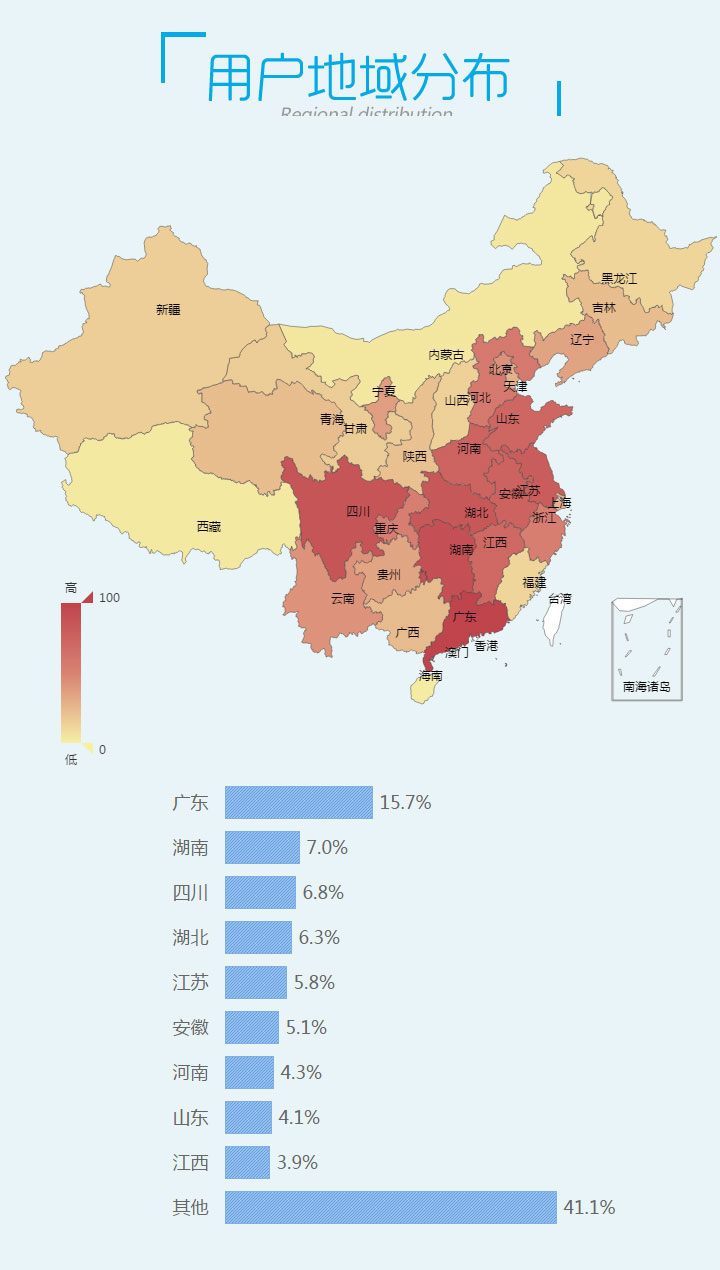 用户地域分布
Regional distribution
黑龙江
吉林
新疆
辽宁
内蒙古
北京
天津
宁夏
山西
河北
青海
甘肃
山东
河南
陕西
安徽
江苏
上海
四川
湖北
浙江
西藏
重庆
湖南
江西
贵州
福建
云南
台湾
广东
广西
香港
澳门
海南
南海诸岛
高
100
0
低
广东 15.7%
湖南 7.0%
四川 6.8%
湖北 6.3%
江苏 5.8%
安徽 5.1%
河南 4.3%
山东 4.1%
江西 3.9%
其他 41.1%